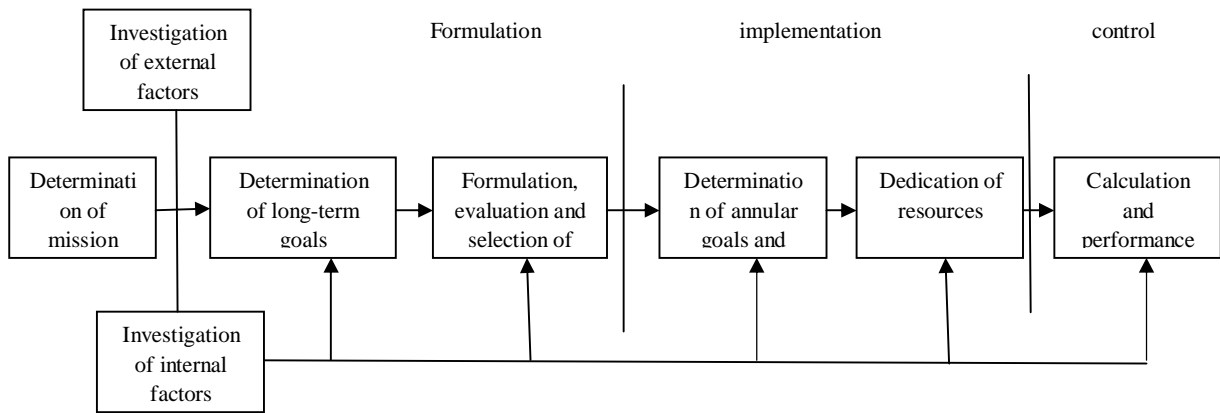 Formulation
implementation
control
Investigation
of external
factors
Determinati
on of
mission
Determination
of long-term
goals
Formulation,
evaluation and
selection of
Determinatio
n of annular
goals and
Dedication of
resources
Calculation
and
performance
Investigation
of internal
factors